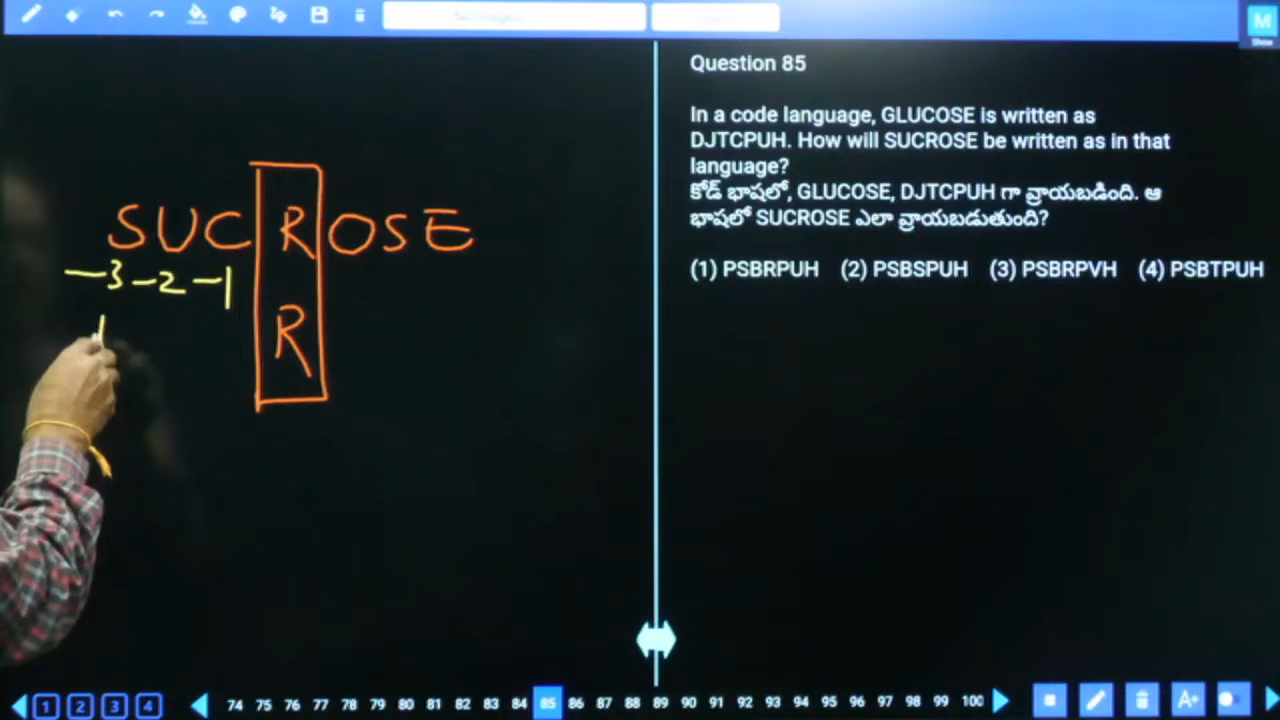 M
Show
Question 85
In a code language, GLUCOSE is written as
DJTCPUH. How will SUCROSE be written as in that
language?
కోడ్ భాషలో, GLUCOSE, DJTCPUH గా వ్రాయబడింది. ఆ
భాషలో SUCROSE ఎలా వ్రాయబడుతుంది?
(1) PSBRPUH (2) PSBSPUH (3) PSBRPVH (4) PSBTPUH
SUCROSE
-3 -2 -1
R
1 2 3 4 74 75 76 77 78 79 80 81 82 83 84 85 86 87 88 89 90 91 92 93 94 95 96 97 98 99 100 A+